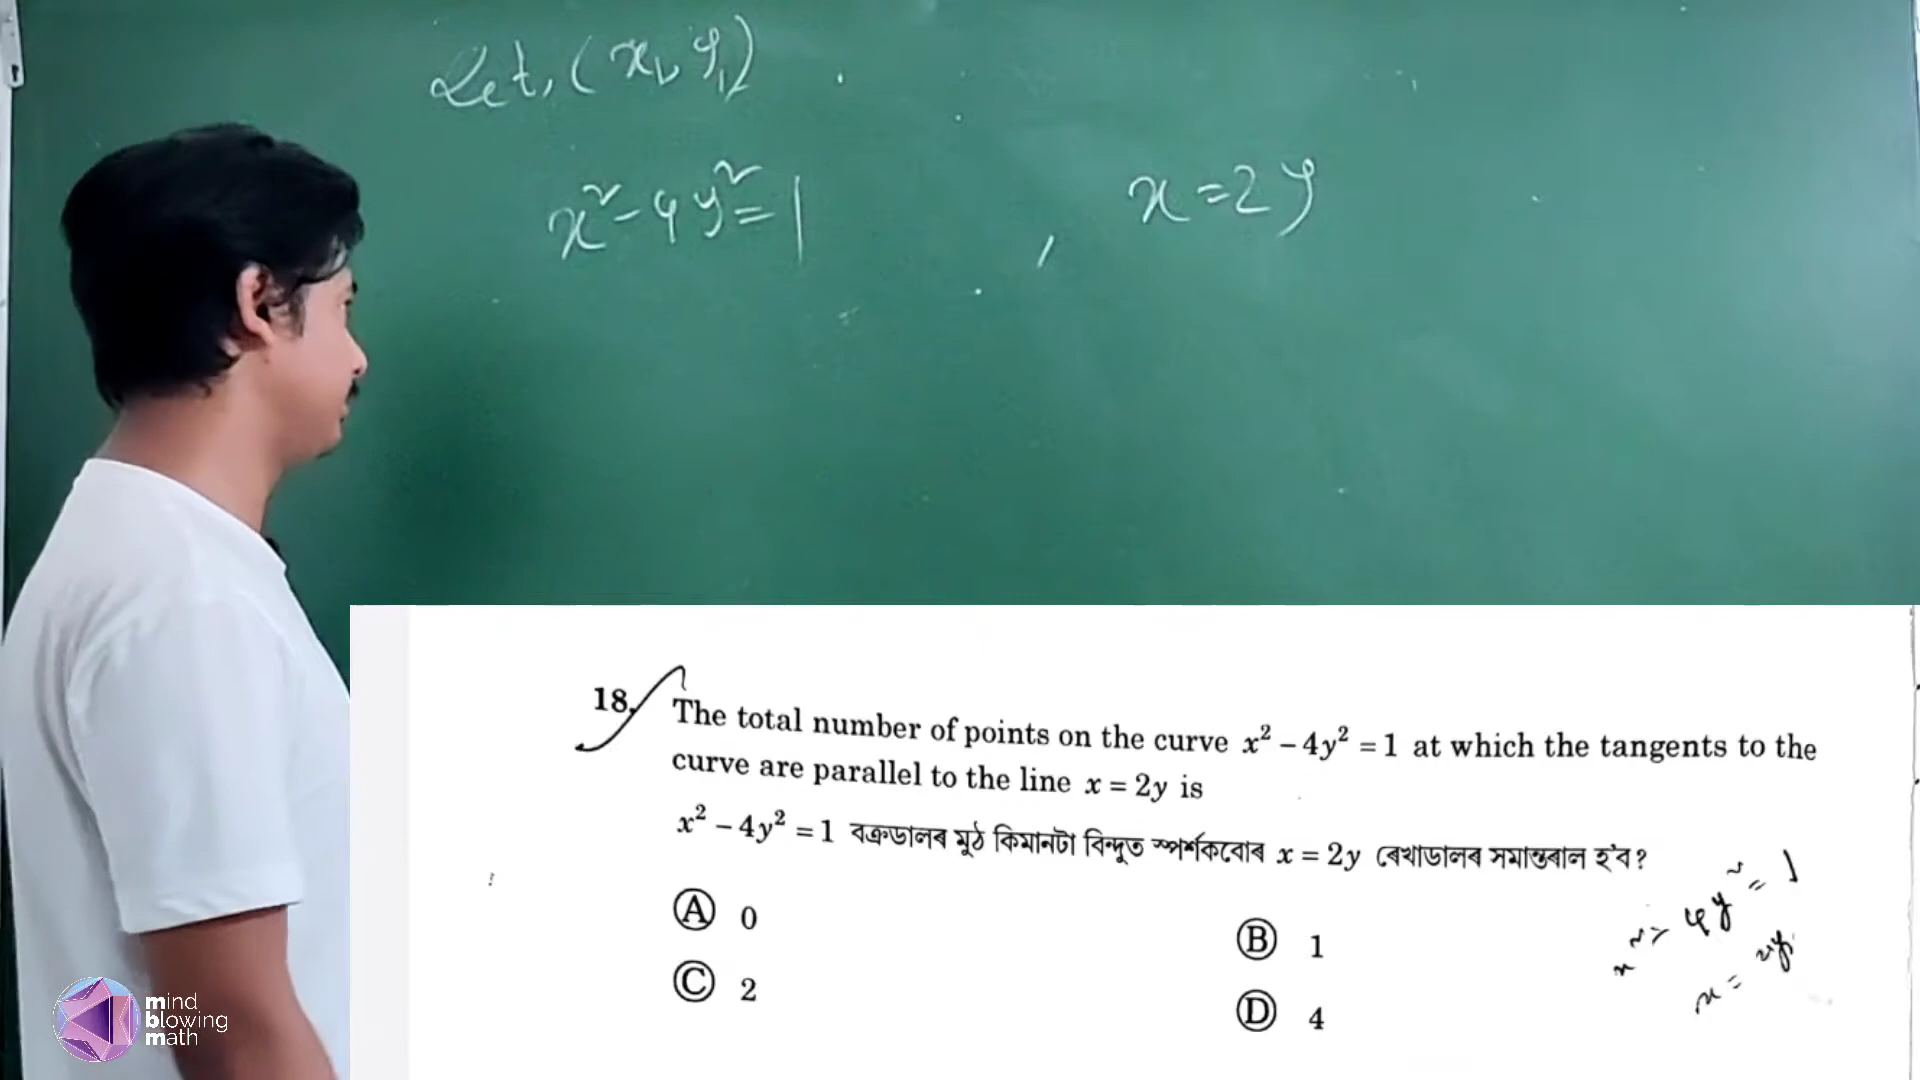 Let, (x₁, y₁)
x² - 4y² = 1 , x = 2y
18. The total number of points on the curve x² − 4y² = 1 at which the tangents to the
curve are parallel to the line x = 2y is
x² − 4y² = 1 বক্ৰডালৰ মুঠ কিমানটা বিন্দুত স্পৰ্শকবোৰ x = 2y ৰেখাডালৰ সমান্তৰাল হ'ব?
Ⓐ 0
Ⓑ 1
Ⓒ 2
Ⓓ 4
x² - 4y² = 1
x = 2y
mind
blowing
math